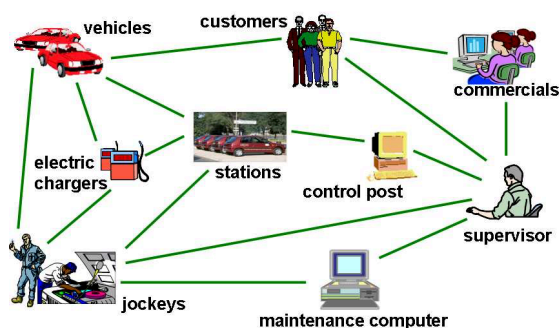 vehicles
customers
commercials
electric
chargers
stations
control post
supervisor
jockeys
maintenance computer